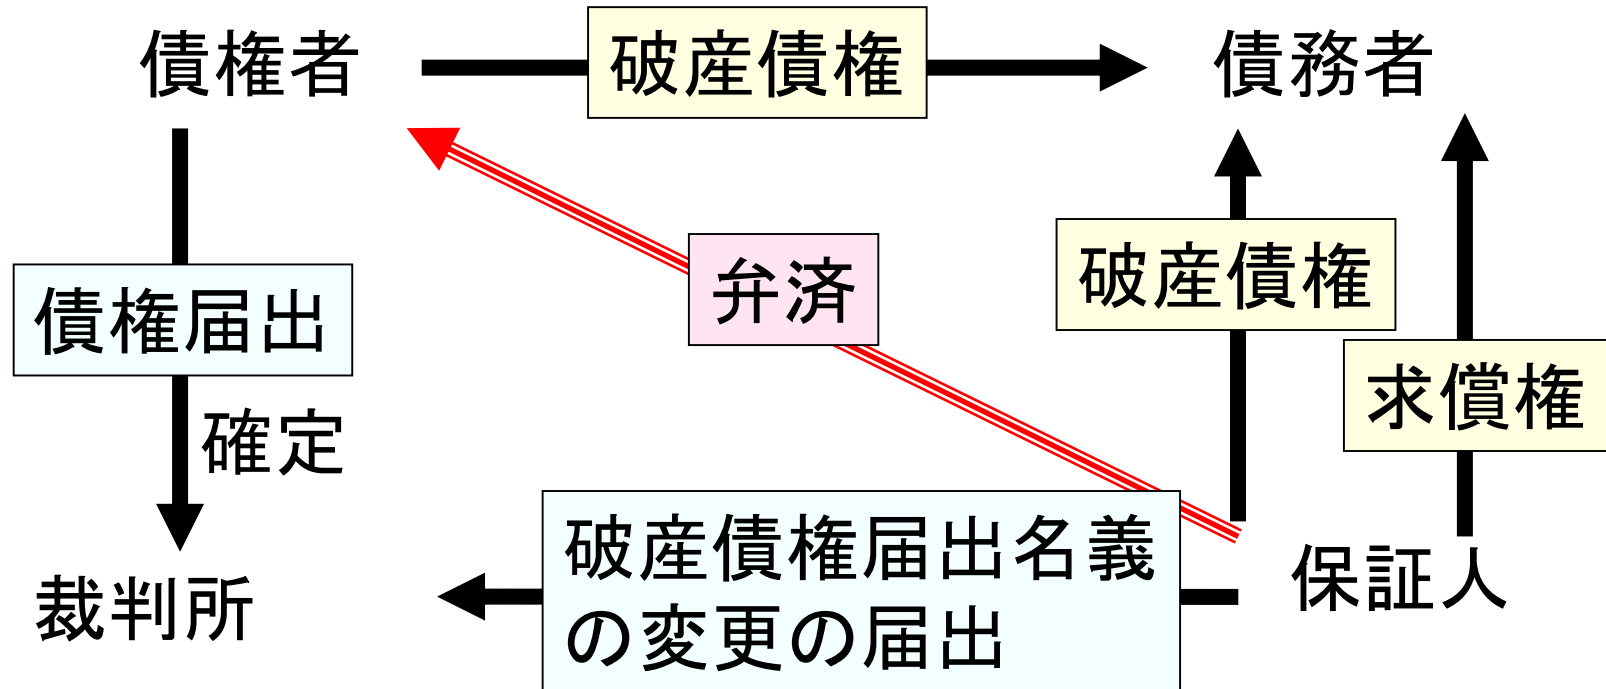 債権者
破産債権
債務者
弁済
破産債権
債権届出
求償権
確定
破産債権届出名義
の変更の届出
保証人
裁判所